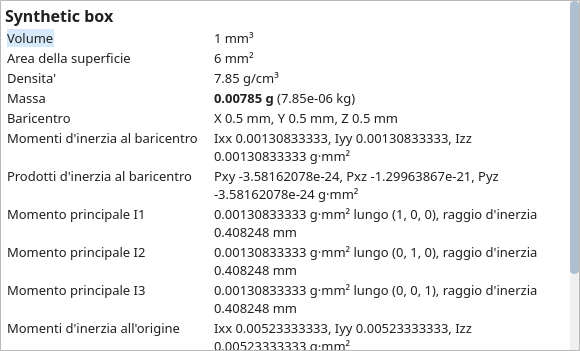 Synthetic box
Volume 1 mm³
Area della superficie 6 mm²
Densita' 7.85 g/cm³
Massa 0.00785 g (7.85e-06 kg)
Baricentro X 0.5 mm, Y 0.5 mm, Z 0.5 mm
Momenti d'inerzia al baricentro Ixx 0.00130833333, Iyy 0.00130833333, Izz
0.00130833333 g·mm²
Prodotti d'inerzia al baricentro Pxy -3.58162078e-24, Pxz -1.29963867e-21, Pyz
-3.58162078e-24 g·mm²
Momento principale I1 0.00130833333 g·mm² lungo (1, 0, 0), raggio d'inerzia
0.408248 mm
Momento principale I2 0.00130833333 g·mm² lungo (0, 1, 0), raggio d'inerzia
0.408248 mm
Momento principale I3 0.00130833333 g·mm² lungo (0, 0, 1), raggio d'inerzia
0.408248 mm
Momenti d'inerzia all'origine Ixx 0.00523333333, Iyy 0.00523333333, Izz
0.00523333333 g·mm²